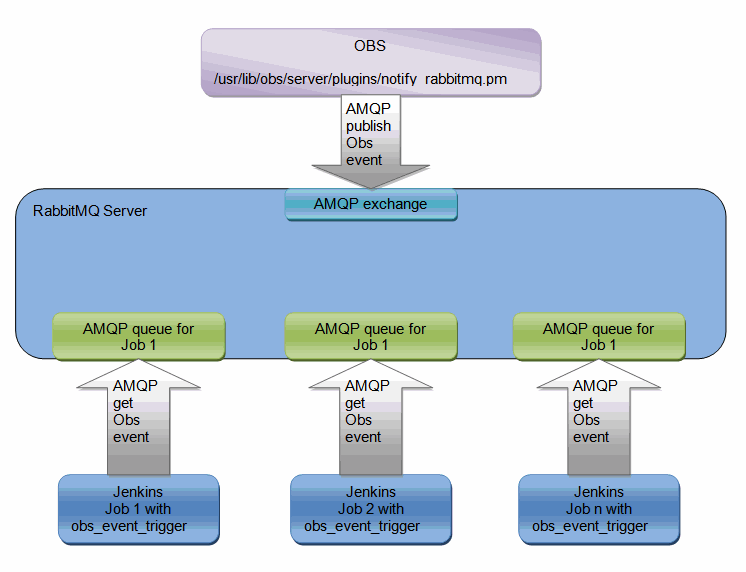 OBS
/usr/lib/obs/server/plugins/notify_rabbitmq.pm
AMQP
publish
Obs
event
RabbitMQ Server
AMQP exchange
AMQP queue for
Job 1
AMQP queue for
Job 1
AMQP queue for
Job 1
AMQP
get
Obs
event
AMQP
get
Obs
event
AMQP
get
Obs
event
Jenkins
Job 1 with
obs_event_trigger
Jenkins
Job 2 with
obs_event_trigger
Jenkins
Job n with
obs_event_trigger